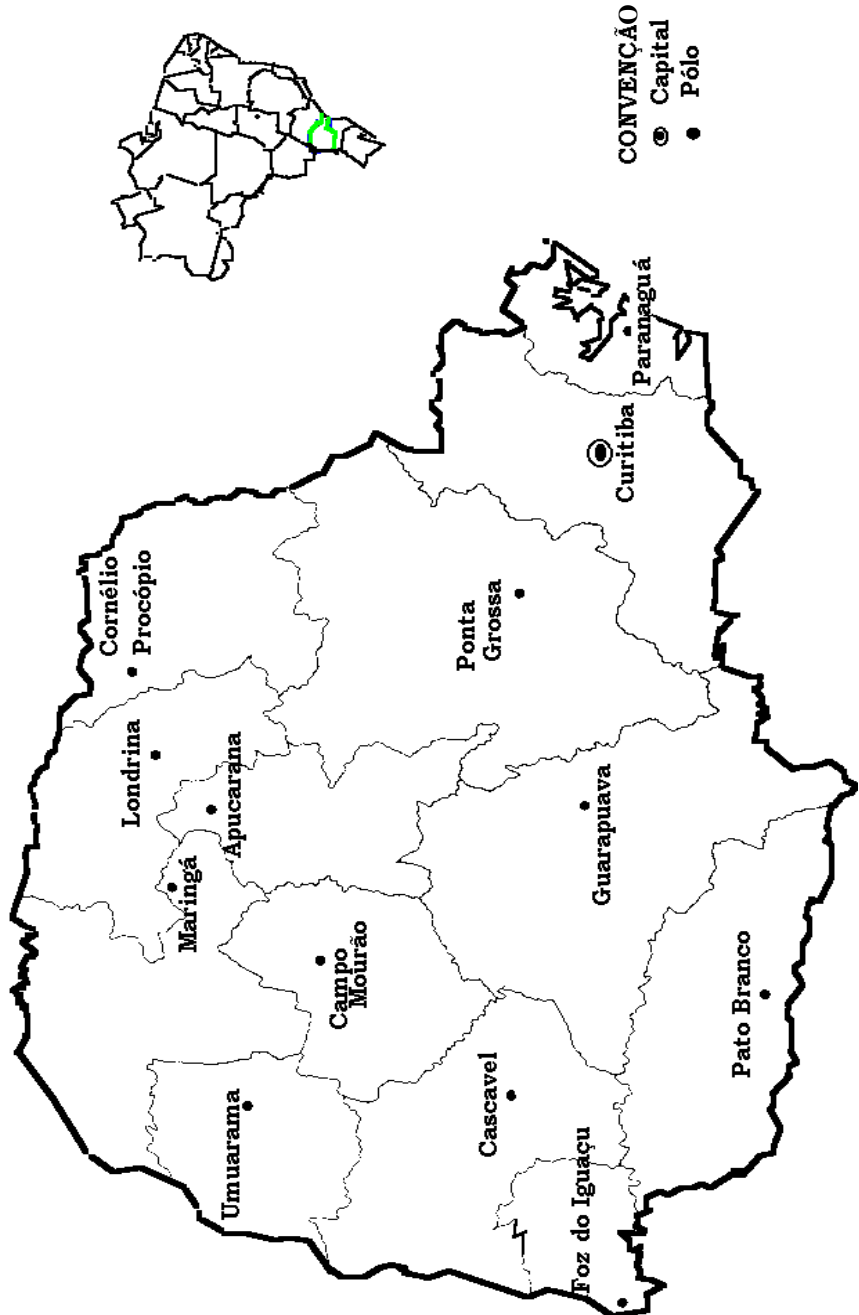 CONVENÇÃO
Capital
Pólo
Cornélio
Procópio
Londrina
Apucarana
Maringá
Campo
Mourão
Umuarama
Cascavel
Foz do Iguaçu
Pato Branco
Guarapuava
Ponta
Grossa
Curitiba
Paranaguá